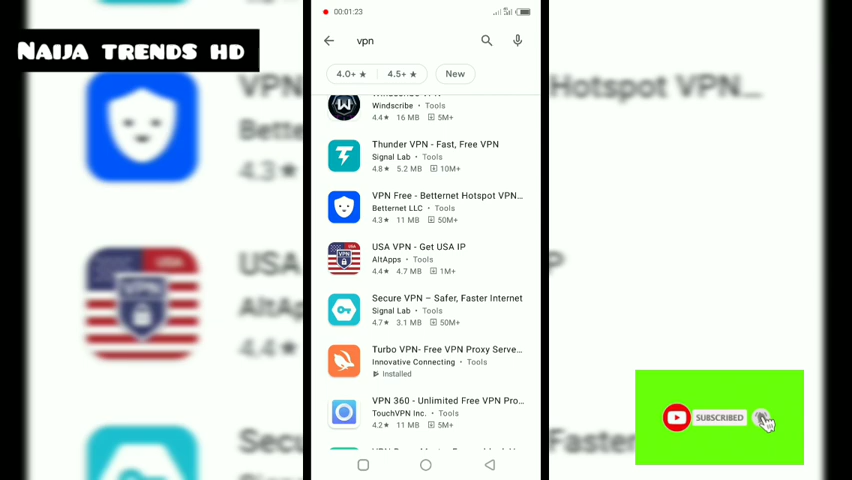 00:01:23
NAIJA TRENDS HD
vpn
4.0+ ★
4.5+ ★
New
Windscribe • Tools
4.4★ 16 MB 5M+
Thunder VPN - Fast, Free VPN
Signal Lab • Tools
4.8★ 5.2 MB 10M+
VPN Free - Betternet Hotspot VPN...
Betternet LLC • Tools
4.3★ 11 MB 50M+
USA VPN - Get USA IP
AltApps • Tools
4.4★ 4.7 MB 1M+
Secure VPN – Safer, Faster Internet
Signal Lab • Tools
4.7★ 3.1 MB 50M+
Turbo VPN- Free VPN Proxy Serve...
Innovative Connecting • Tools
Installed
VPN 360 - Unlimited Free VPN Pro...
TouchVPN Inc. • Tools
4.2★ 11 MB 5M+
SUBSCRIBED